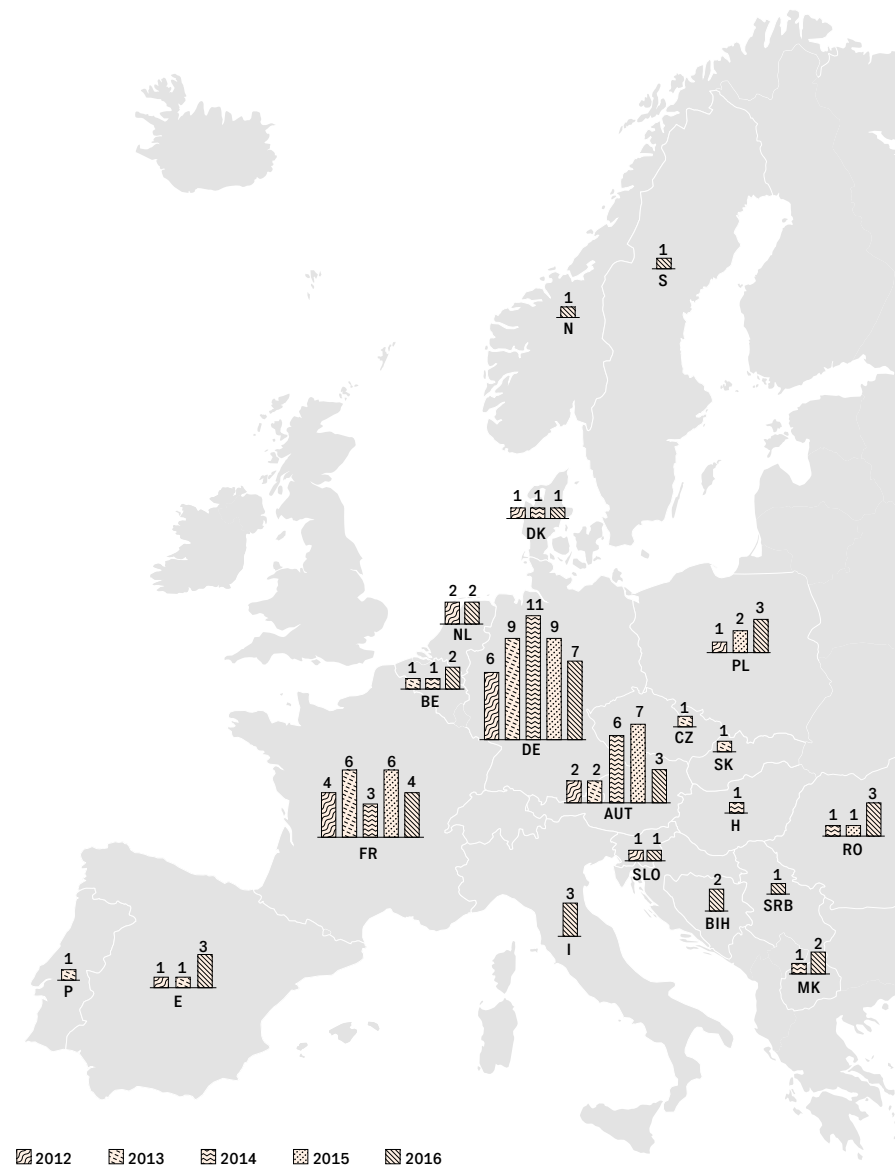 1
S
1
N
1 1 1
DK
2 2
NL
6 9 11 9 7
DE
1 2 3
PL
1 1 2
BE
1
CZ
1
SK
2 2 6 7 3
AUT
4 6 3 6 4
FR
1
H
1 1 3
RO
1 1
SLO
2
BIH
1
SRB
3
I
1 2
MK
1
P
1 1 3
E
2012 2013 2014 2015 2016